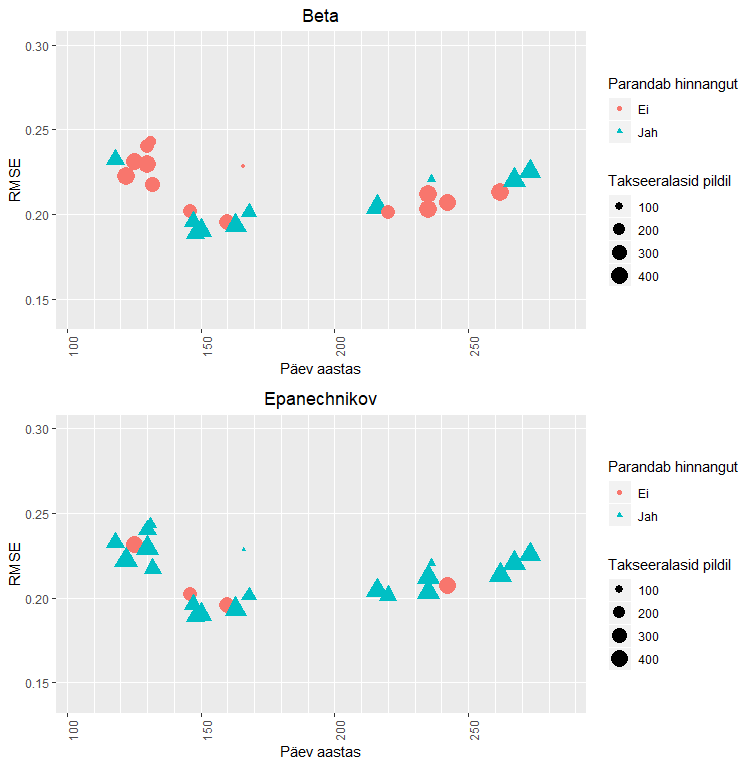 Beta
0.30
0.25
0.20
0.15
RMSE
100
150
200
250
Päev aastas
Parandab hinnangut
Ei
Jah
Takseeralasid pildil
100
200
300
400
Epanechnikov
0.30
0.25
0.20
0.15
RMSE
100
150
200
250
Päev aastas
Parandab hinnangut
Ei
Jah
Takseeralasid pildil
100
200
300
400